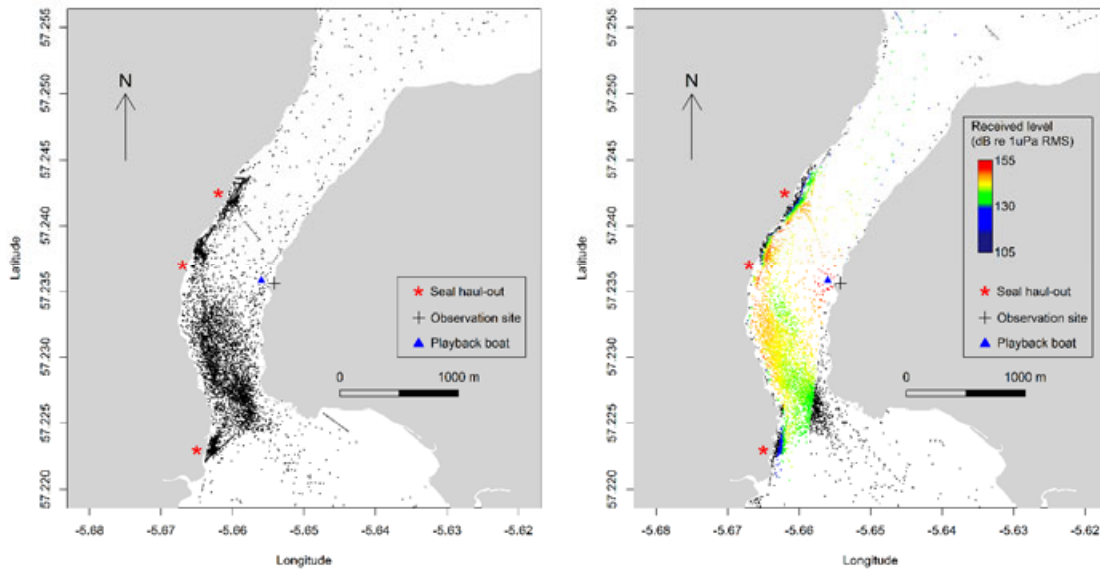 57.255
57.250
57.245
57.240
57.235
57.230
57.225
57.220
Latitude
N
Seal haul-out
Observation site
Playback boat
0 1000 m
-5.68 -5.67 -5.66 -5.65 -5.64 -5.63 -5.62
Longitude
57.255
57.250
57.245
57.240
57.235
57.230
57.225
57.220
Latitude
N
Received level
(dB re 1uPa RMS)
155
130
105
Seal haul-out
Observation site
Playback boat
0 1000 m
-5.68 -5.67 -5.66 -5.65 -5.64 -5.63 -5.62
Longitude